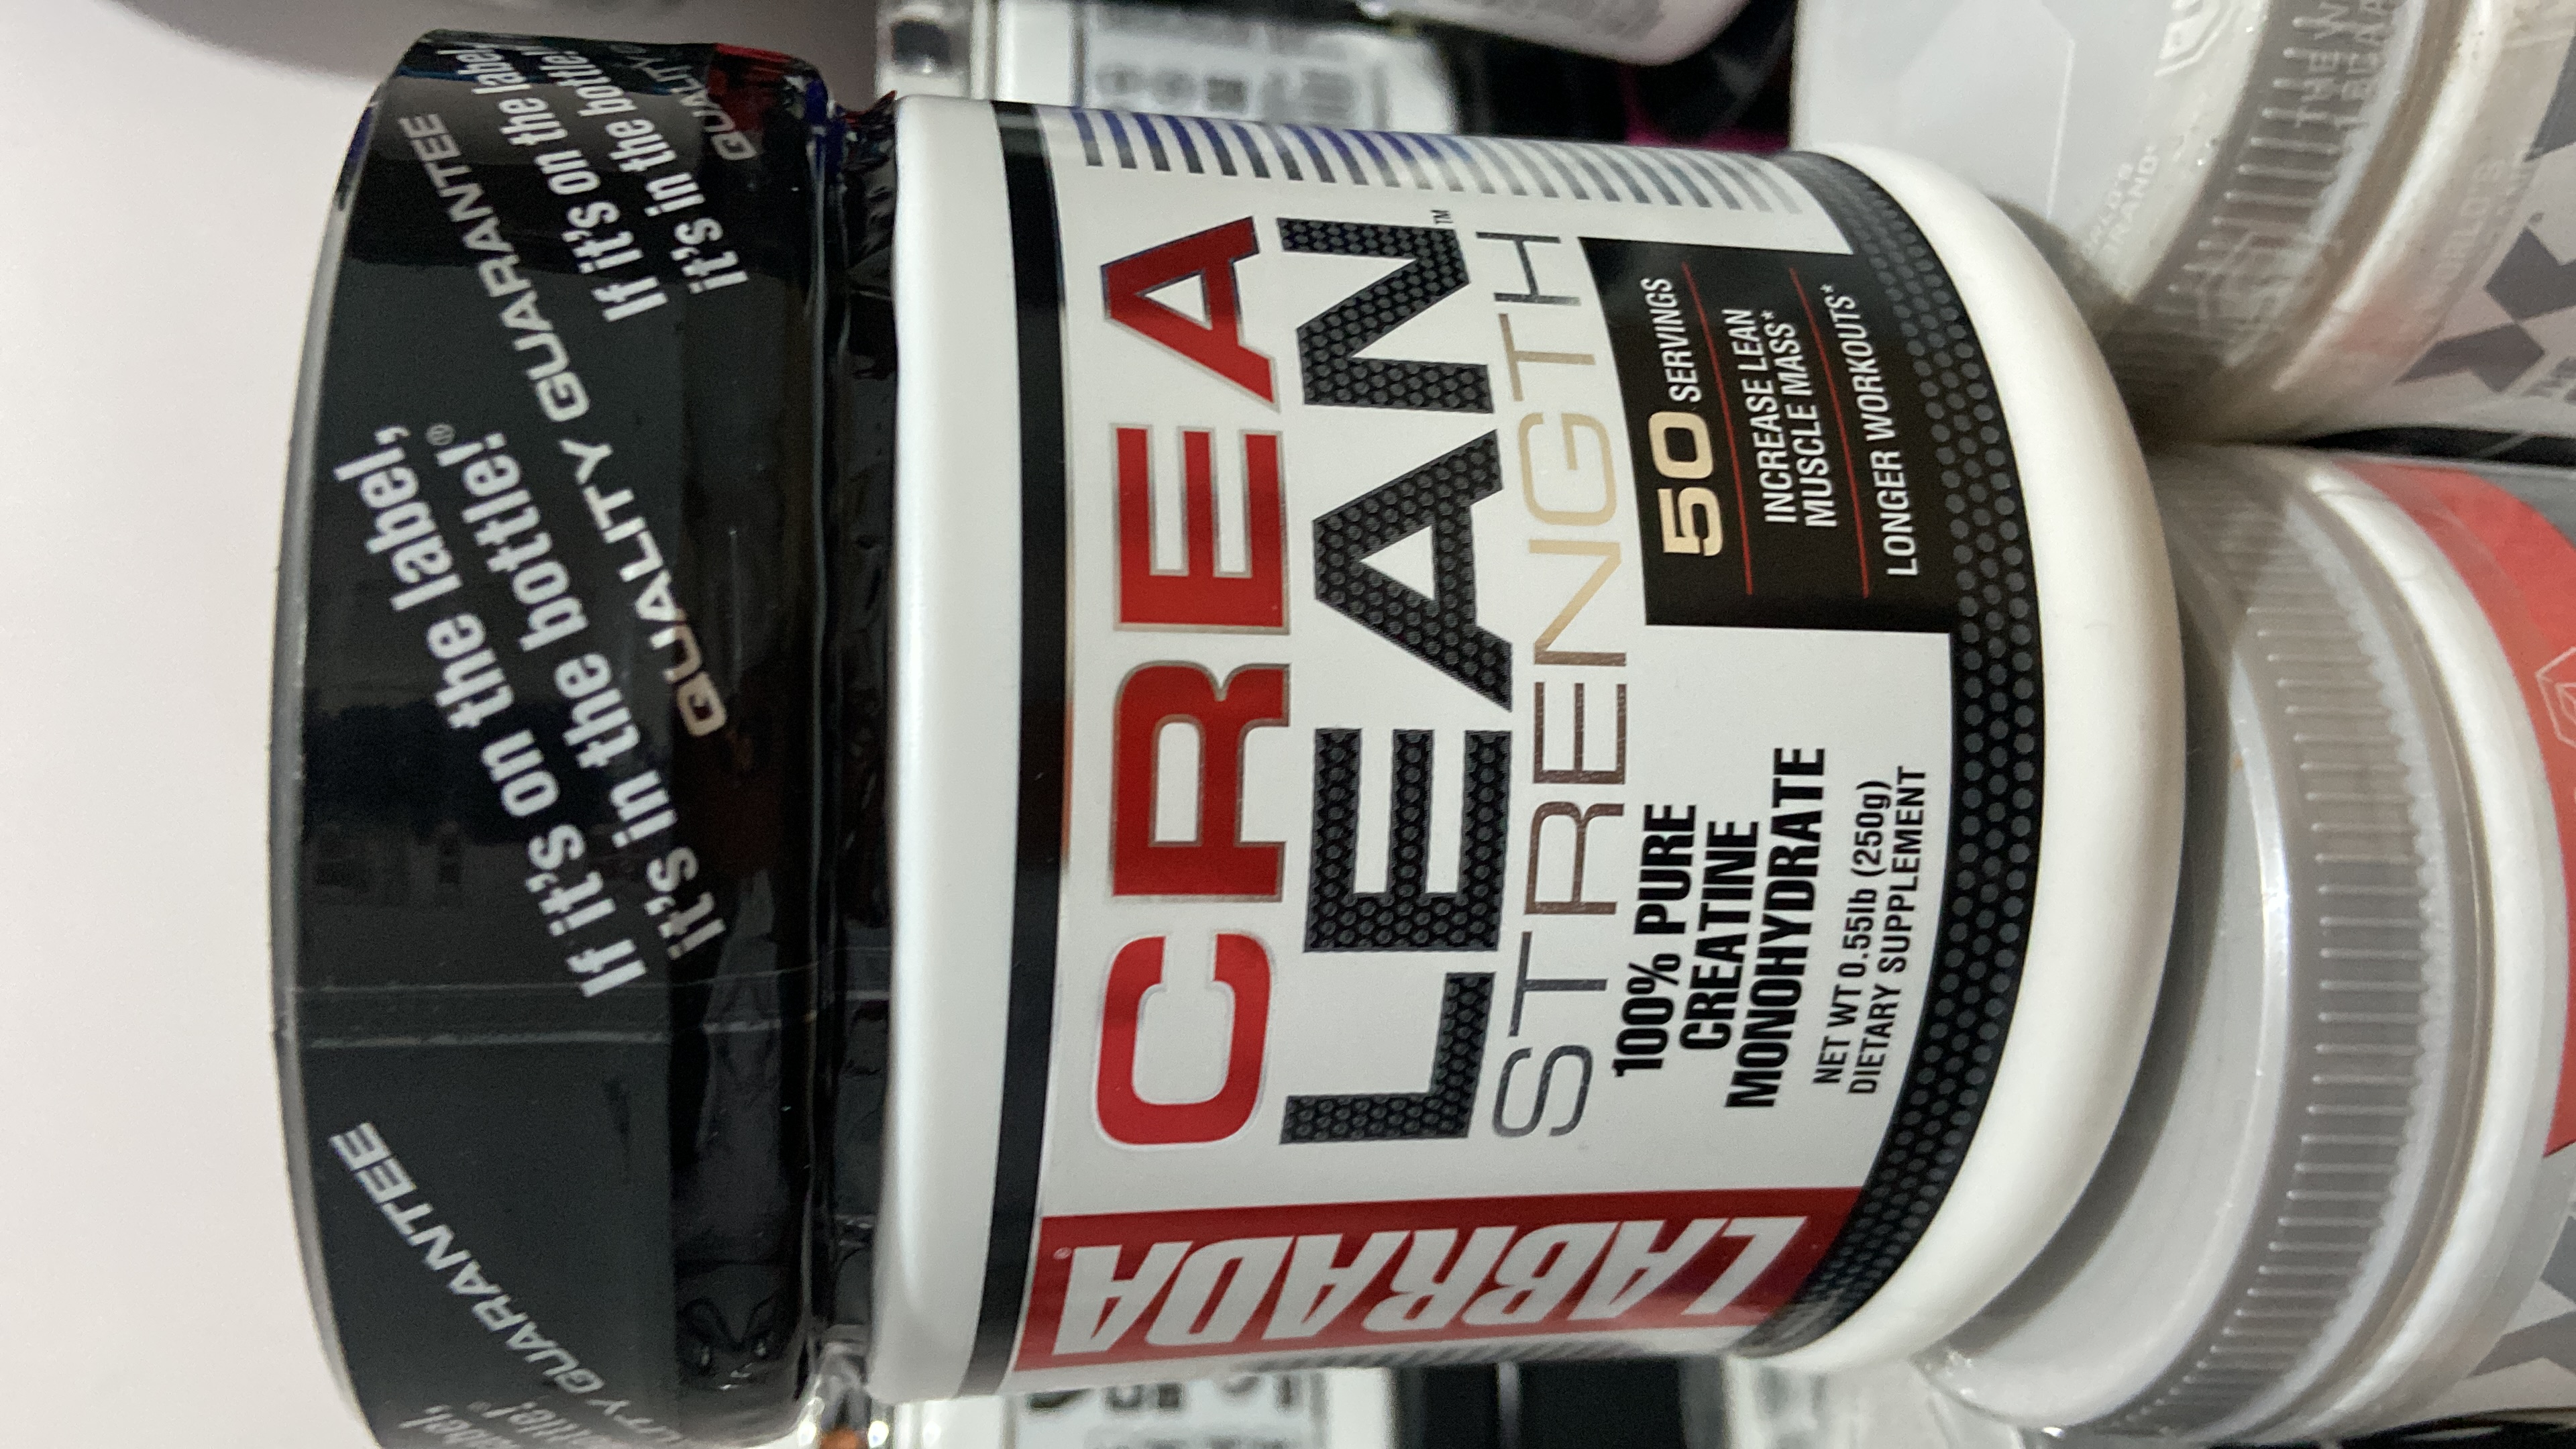 If it's on the label,
it's in the bottle!®
QUALITY GUARANTEE
If it's on the label,
it's in the bottle!
QUALITY
QUALITY GUARANTEE
LABRADA®
CREA
LEAN™
STRENGTH
100% PURE
CREATINE
MONOHYDRATE
NET WT 0.55lb (250g)
DIETARY SUPPLEMENT
50 SERVINGS
INCREASE LEAN
MUSCLE MASS*
LONGER WORKOUTS*